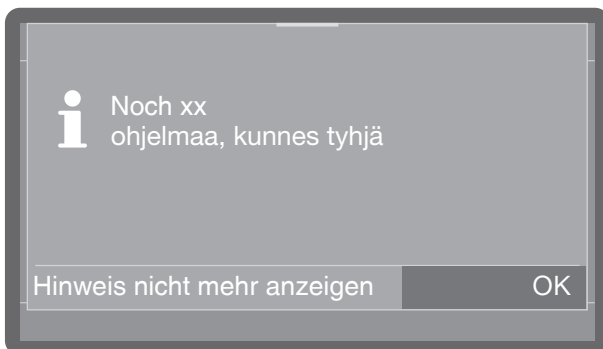 Noch xx
ohjelmaa, kunnes tyhjä
Hinweis nicht mehr anzeigen OK